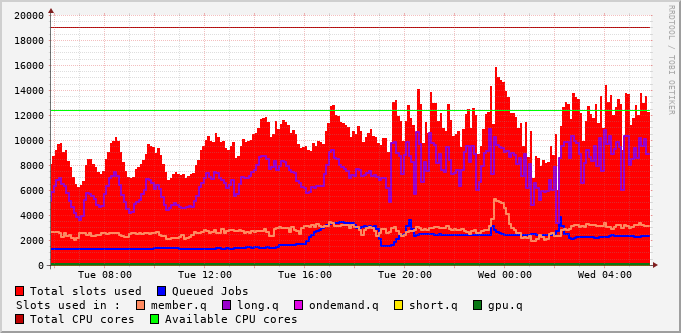 20000
18000
16000
14000
12000
10000
8000
6000
4000
2000
0
Tue 08:00 Tue 12:00 Tue 16:00 Tue 20:00 Wed 00:00 Wed 04:00
Total slots used Queued Jobs
Slots used in : member.q long.q ondemand.q short.q gpu.q
Total CPU cores Available CPU cores
RRDTOOL / TOBI OETIKER